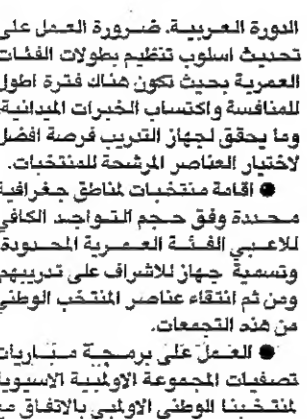 الدورة العربية. ضرورة العمل على
تحديث اسلوب تنظيم بطولات الفئات
العمرية بحيث تكون هناك فترة اطول
للمنافسة واكتساب الخبرات الميدانية،
وما يحقق لجهاز التدريب فرصة افضل
لاختيار العناصر المرشحة للمنتخبات.
● اقامة منتخبات لمناطق جغرافية
محددة وفق حجم التواجد الكافي
للاعبي الفئة العمرية المحدودة،
وتسمية جهاز للاشراف على تدريبهم
ومن ثم انتقاء عناصر المنتخب الوطني
من هذه التجمعات.
● العمل على برمجية مباريات
تصفيات المجموعة الاولمبية الاسيوية
لمنتخبنا الوطني الاولمبي بالاتفاق مع